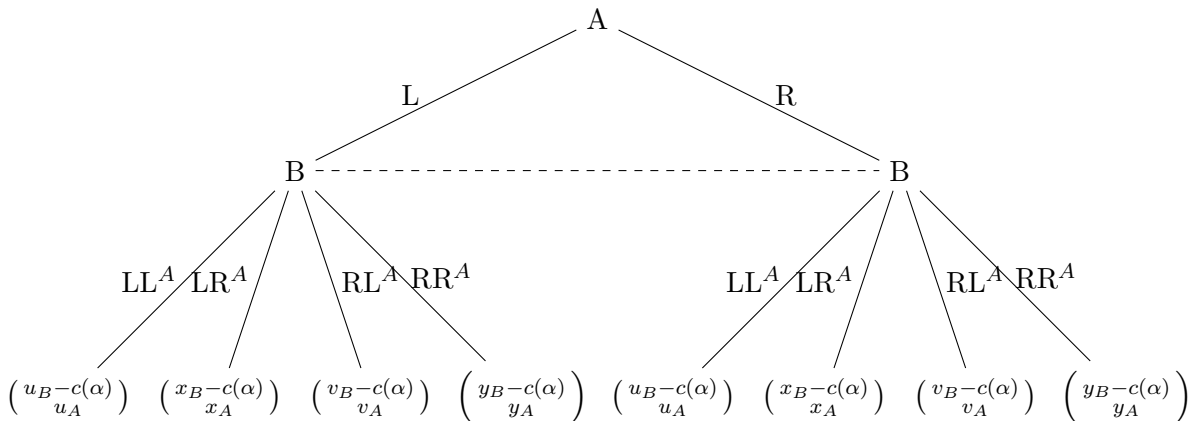 A
L R
B B
LL^A LR^A RL^A RR^A LL^A LR^A RL^A RR^A
(u_B−c(α) / u_A) (x_B−c(α) / x_A) (v_B−c(α) / v_A) (y_B−c(α) / y_A) (u_B−c(α) / u_A) (x_B−c(α) / x_A) (v_B−c(α) / v_A) (y_B−c(α) / y_A)